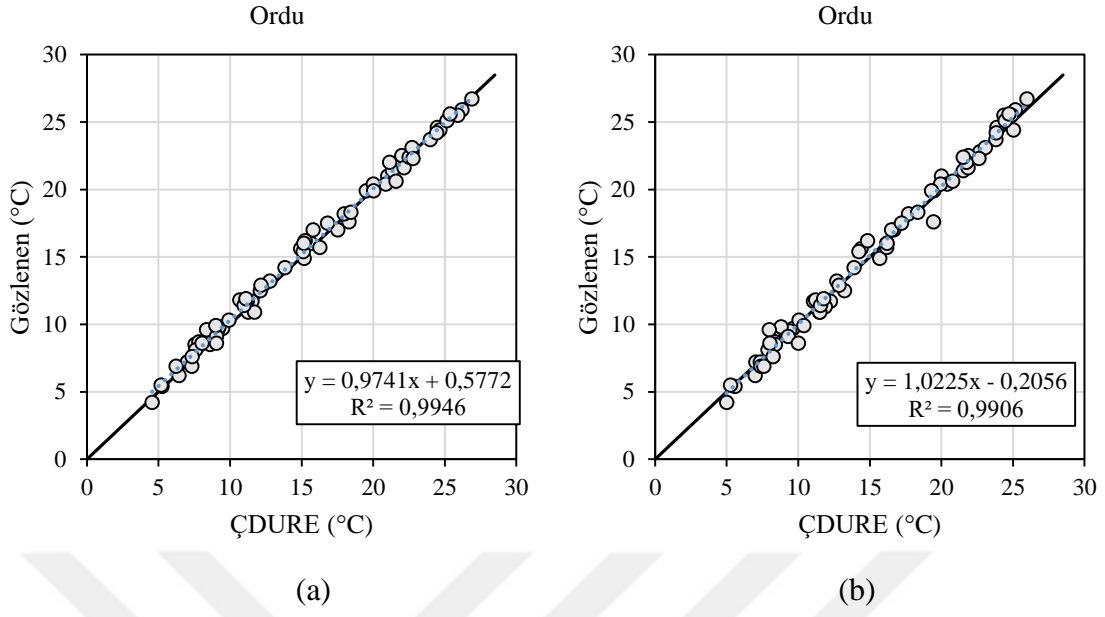 Ordu
30
25
20
15
10
5
0
Gözlenen (°C)
y = 0,9741x + 0,5772
R² = 0,9946
0 5 10 15 20 25 30
ÇDURE (°C)
(a)
Ordu
30
25
20
15
10
5
0
Gözlenen (°C)
y = 1,0225x - 0,2056
R² = 0,9906
0 5 10 15 20 25 30
ÇDURE (°C)
(b)